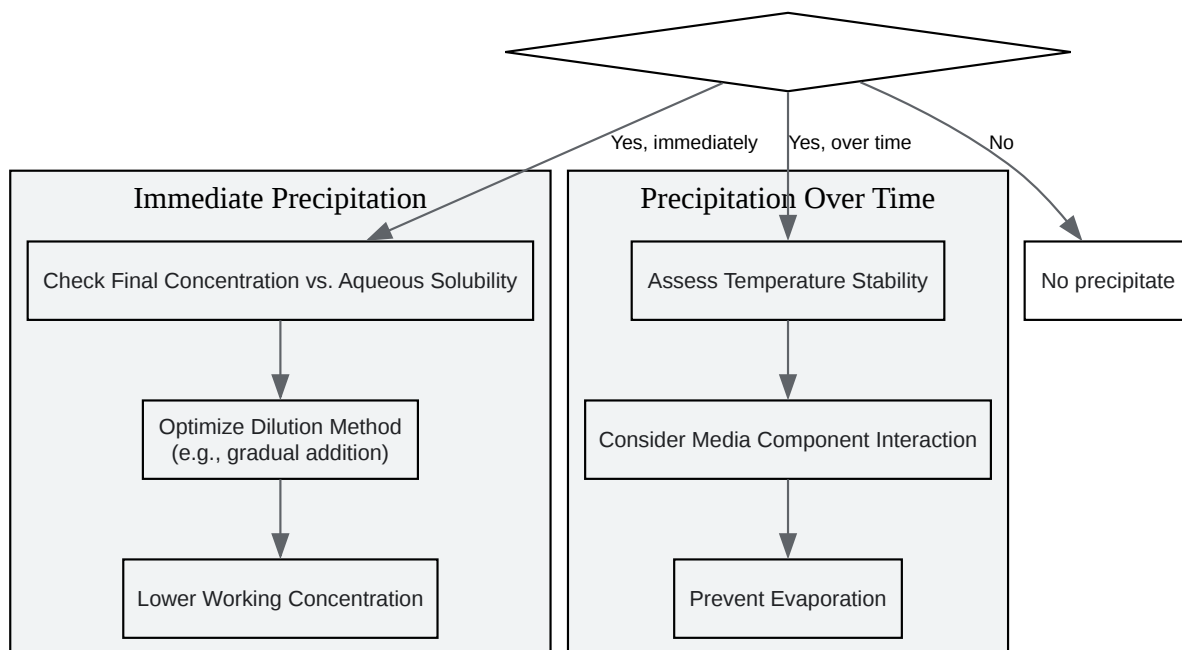 Yes, immediately
Yes, over time
No
Immediate Precipitation
Precipitation Over Time
Check Final Concentration vs. Aqueous Solubility
Assess Temperature Stability
No precipitate
Optimize Dilution Method
(e.g., gradual addition)
Consider Media Component Interaction
Lower Working Concentration
Prevent Evaporation